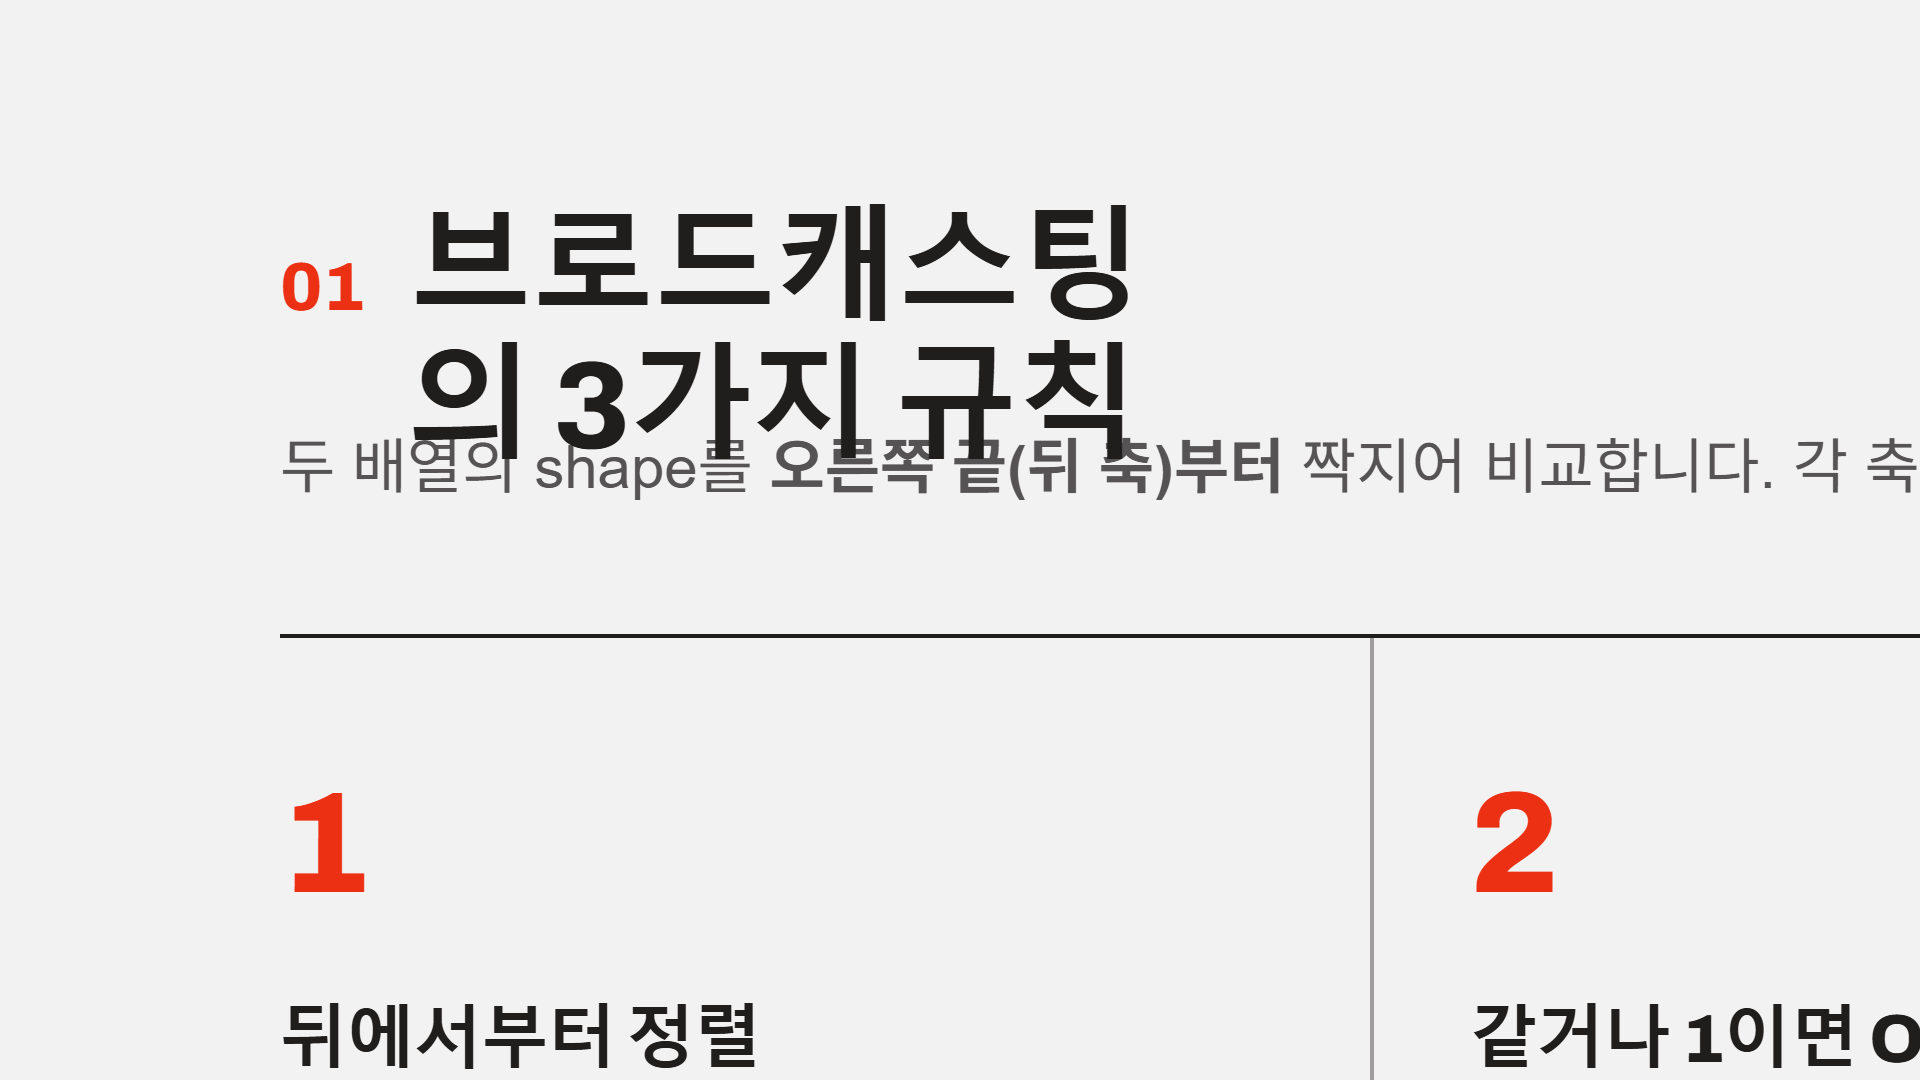 01 브로드캐스팅
의 3가지 규칙
두 배열의 shape를 오른쪽 끝(뒤 축)부터 짝지어 비교합니다. 각 축
1
2
뒤에서부터 정렬
같거나 1이면 O